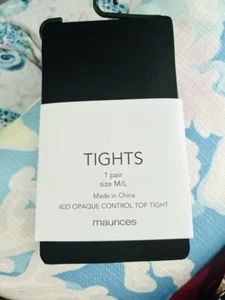 TIGHTS
1 pair
size M/L
Made in China
40D OPAQUE CONTROL TOP TIGHT
maurices